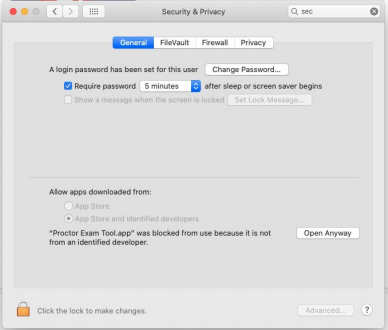 Security & Privacy
sec
General FileVault Firewall Privacy
A login password has been set for this user Change Password...
Require password 5 minutes after sleep or screen saver begins
Show a message when the screen is locked Set Lock Message...
Allow apps downloaded from:
App Store
App Store and identified developers
“Proctor Exam Tool.app” was blocked from use because it is not Open Anyway
from an identified developer.
Click the lock to make changes. Advanced... ?